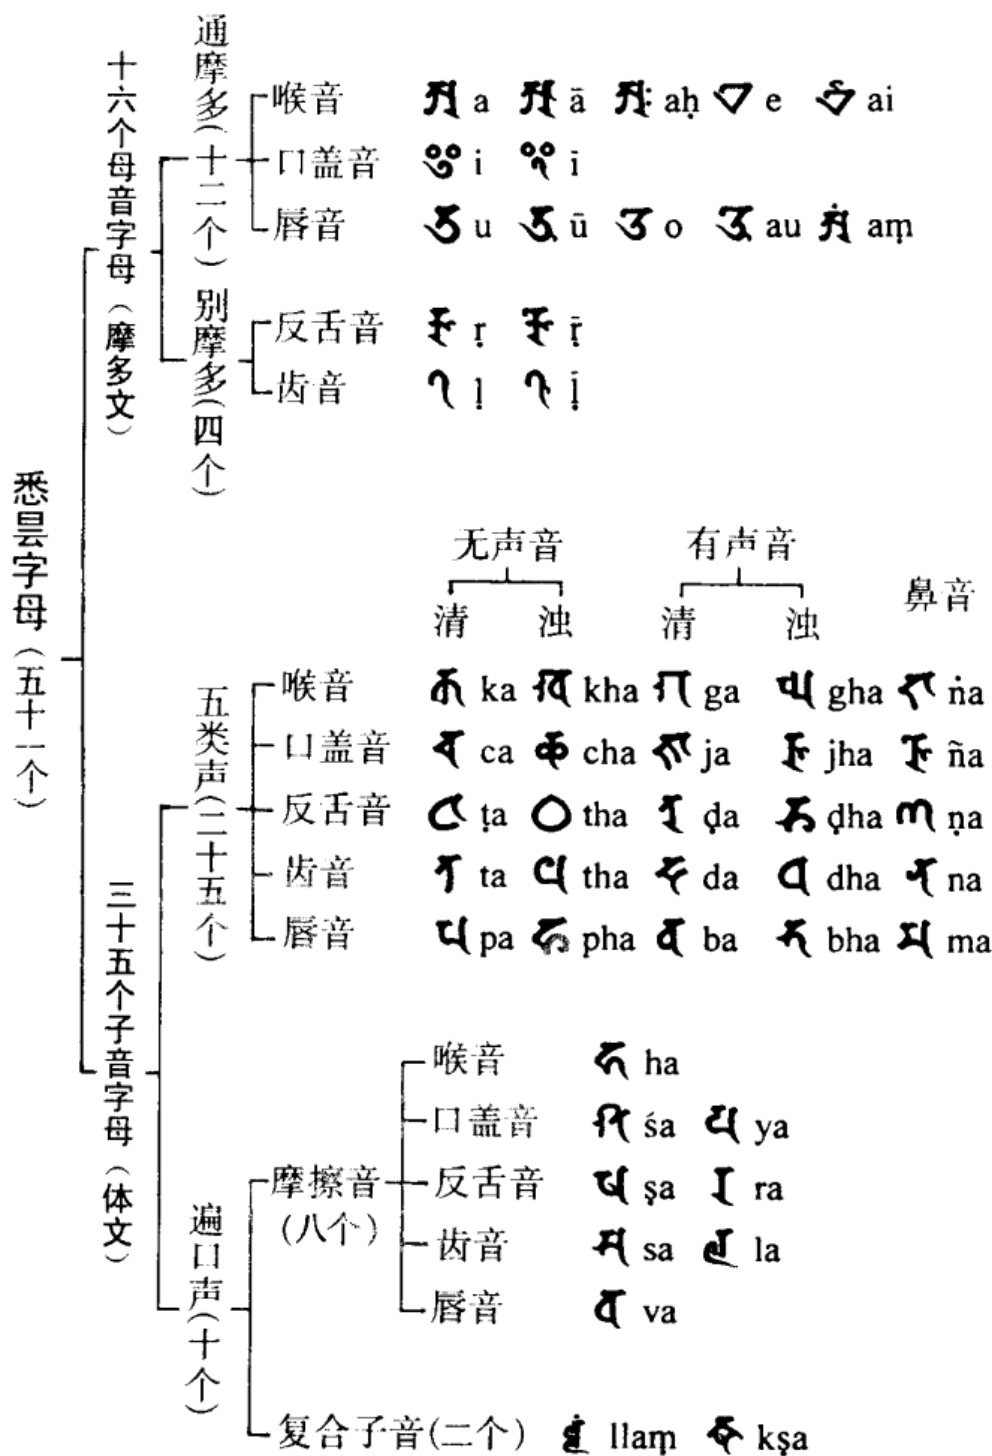 悉昙字母(五十一个)
十六个母音字母(摩多文)
通摩多(十二个)
喉音 𑖀 a 𑖁 ā 𑖀𑖾 aḥ 𑖊 e 𑖋 ai
口盖音 𑖂 i 𑖃 ī
唇音 𑖄 u 𑖅 ū 𑖌 o 𑖍 au 𑖀𑖽 aṃ
别摩多(四个)
反舌音 𑖆 ṛ 𑖇 ṝ
齿音 𑖈 ḷ 𑖉 ḹ
三十五个子音字母(体文)
无声音 有声音
鼻音
清 浊 清 浊
五类声(二十五个)
喉音 𑖎 ka 𑖏 kha 𑖐 ga 𑖑 gha 𑖒 ṅa
口盖音 𑖓 ca 𑖔 cha 𑖕 ja 𑖖 jha 𑖗 ña
反舌音 𑖘 ṭa 𑖙 tha 𑖚 ḍa 𑖛 ḍha 𑖜 ṇa
齿音 𑖝 ta 𑖞 tha 𑖟 da 𑖠 dha 𑖡 na
唇音 𑖢 pa 𑖣 pha 𑖤 ba 𑖥 bha 𑖦 ma
遍口声(十个)
摩擦音
(八个)
喉音 𑖮 ha
口盖音 𑖫 śa 𑖧 ya
反舌音 𑖬 ṣa 𑖨 ra
齿音 𑖭 sa 𑖩 la
唇音 𑖪 va
复合子音(二个) 𑖩𑖿𑖩𑖽 llaṃ 𑖎𑖿𑖬 kṣa